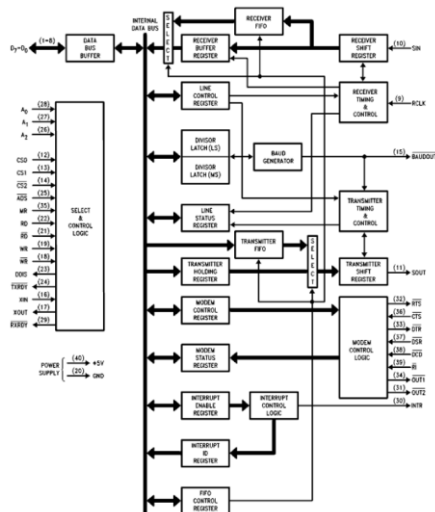 INTERNAL
DATA BUS
D7-D0
(1-8)
DATA
BUS
BUFFER
SELECT
RECEIVER
FIFO
RECEIVER
BUFFER
REGISTER
RECEIVER
SHIFT
REGISTER
(10)
SIN
LINE
CONTROL
REGISTER
RECEIVER
TIMING
&
CONTROL
(9)
RCLK
A0
(28)
A1
(27)
A2
(26)
CS0
(12)
CS1
(13)
CS2
(14)
ADS
(25)
MR
(35)
RD
(22)
RD
(21)
WR
(19)
WR
(18)
DDIS
(23)
TXRDY
(24)
XIN
(16)
XOUT
(17)
RXRDY
(29)
SELECT
&
CONTROL
LOGIC
DIVISOR
LATCH (LS)
DIVISOR
LATCH (MS)
BAUD
GENERATOR
(15)
BAUDOUT
LINE
STATUS
REGISTER
TRANSMITTER
TIMING
&
CONTROL
TRANSMITTER
FIFO
SELECT
TRANSMITTER
HOLDING
REGISTER
TRANSMITTER
SHIFT
REGISTER
(11)
SOUT
MODEM
CONTROL
REGISTER
MODEM
STATUS
REGISTER
MODEM
CONTROL
LOGIC
(32)
RTS
(36)
CTS
(33)
DTR
(37)
DSR
(38)
DCD
(39)
RI
(34)
OUT1
(31)
OUT2
POWER
SUPPLY
(40)
+5V
(20)
GND
INTERRUPT
ENABLE
REGISTER
INTERRUPT
CONTROL
LOGIC
(30)
INTR
INTERRUPT
ID
REGISTER
FIFO
CONTROL
REGISTER